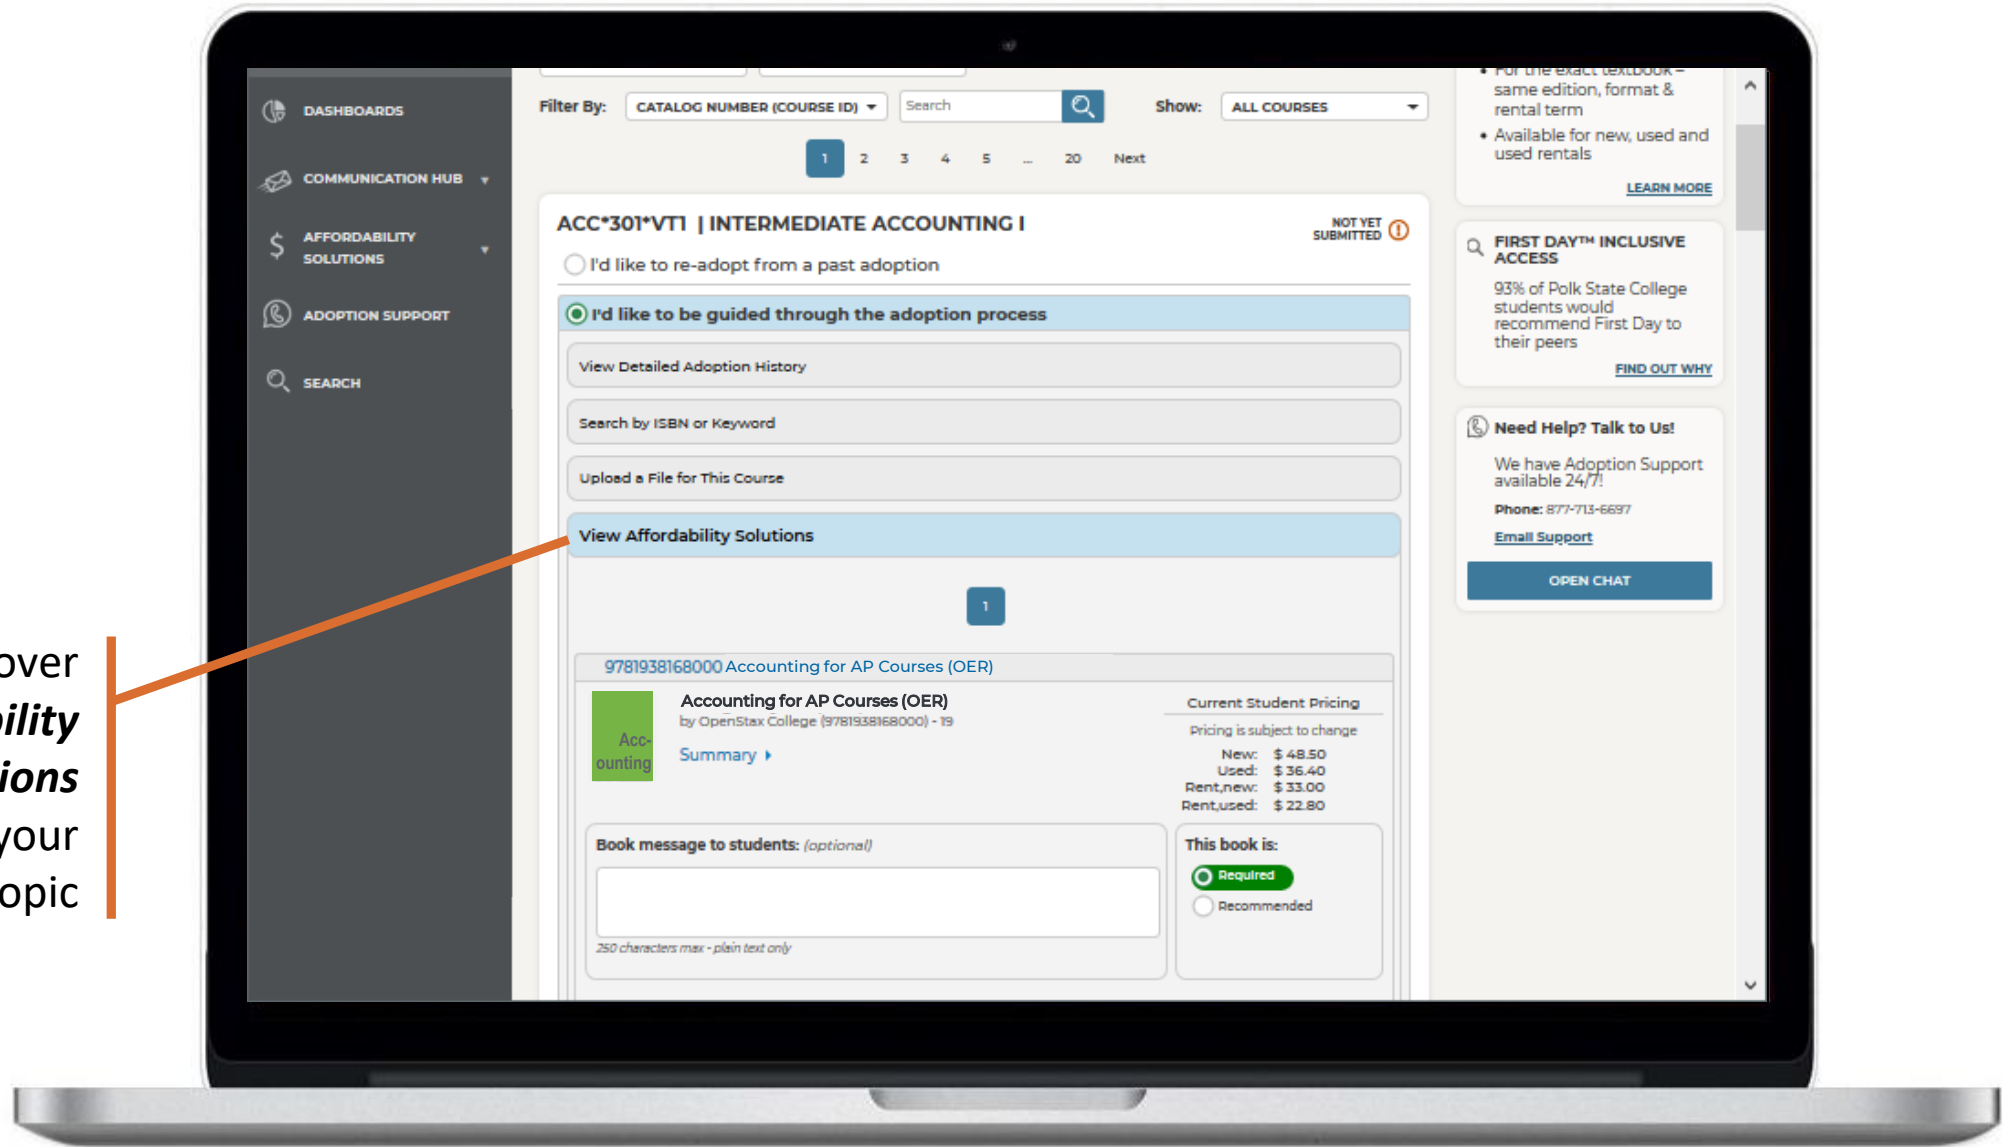 DASHBOARDS
COMMUNICATION HUB
AFFORDABILITY
SOLUTIONS
ADOPTION SUPPORT
SEARCH
over
bility
ions
your
opic
Filter By: CATALOG NUMBER (COURSE ID) Search Show: ALL COURSES
1 2 3 4 5 ... 20 Next
ACC*301*VT1 | INTERMEDIATE ACCOUNTING I
NOT YET
SUBMITTED
I'd like to re-adopt from a past adoption
I'd like to be guided through the adoption process
View Detailed Adoption History
Search by ISBN or Keyword
Upload a File for This Course
View Affordability Solutions
1
9781938168000 Accounting for AP Courses (OER)
Acc-
ounting
Accounting for AP Courses (OER)
by OpenStax College (9781938168000) - 19
Summary
Current Student Pricing
Pricing is subject to change
New: $ 48.50
Used: $ 36.40
Rent,new: $ 33.00
Rent,used: $ 22.80
Book message to students: (optional)
250 characters max - plain text only
This book is:
Required
Recommended
For the exact textbook –
same edition, format &
rental term
Available for new, used and
used rentals
LEARN MORE
FIRST DAY™ INCLUSIVE
ACCESS
93% of Polk State College
students would
recommend First Day to
their peers
FIND OUT WHY
Need Help? Talk to Us!
We have Adoption Support
available 24/7!
Phone: 877-713-6697
Email Support
OPEN CHAT